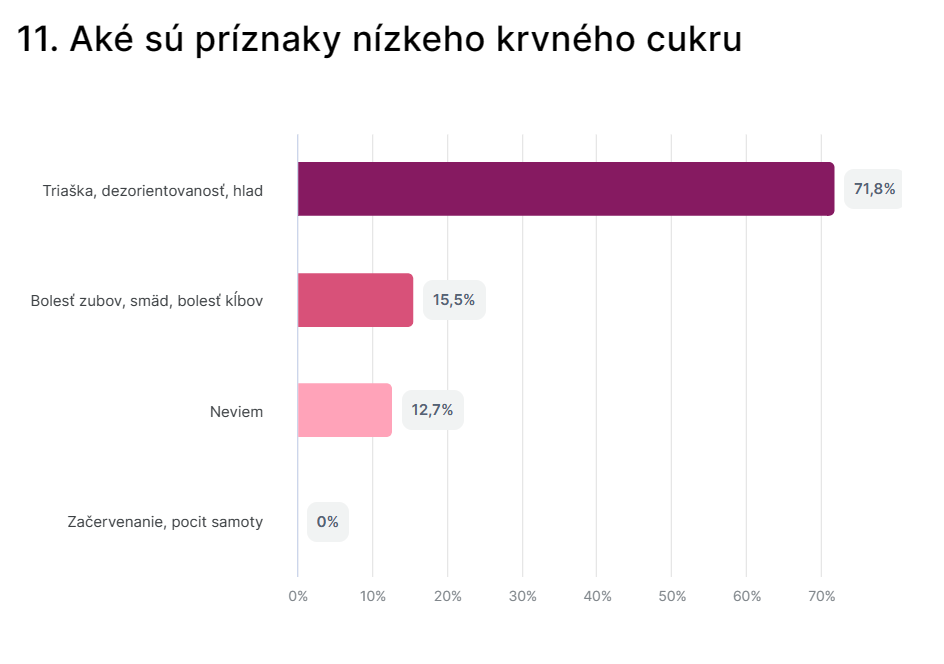 11. Aké sú príznaky nízkeho krvného cukru
Triaška, dezorientovanosť, hlad
71,8%
Bolesť zubov, smäd, bolesť kĺbov
15,5%
Neviem
12,7%
Začervenanie, pocit samoty
0%
0% 10% 20% 30% 40% 50% 60% 70%